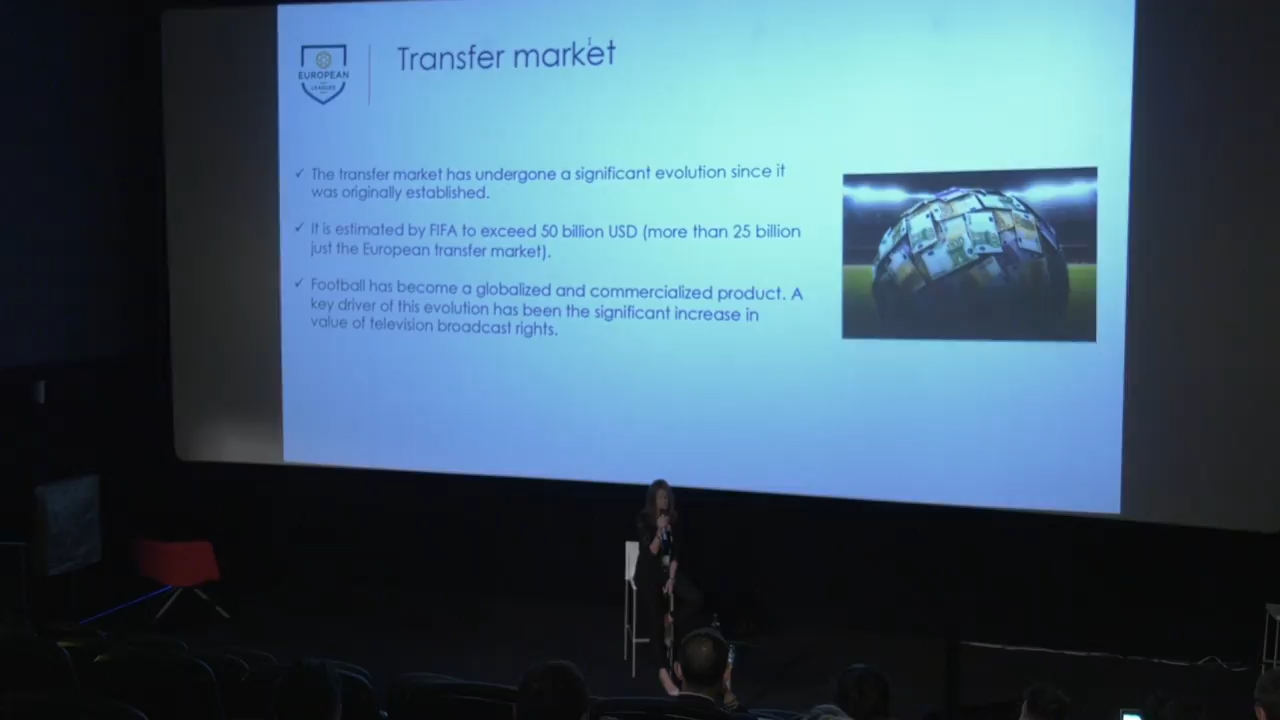 EUROPEAN
LEAGUES
Transfer market
✓ The transfer market has undergone a significant evolution since it
was originally established.
✓ It is estimated by FIFA to exceed 50 billion USD (more than 25 billion
just the European transfer market).
✓ Football has become a globalized and commercialized product. A
key driver of this evolution has been the significant increase in
value of television broadcast rights.